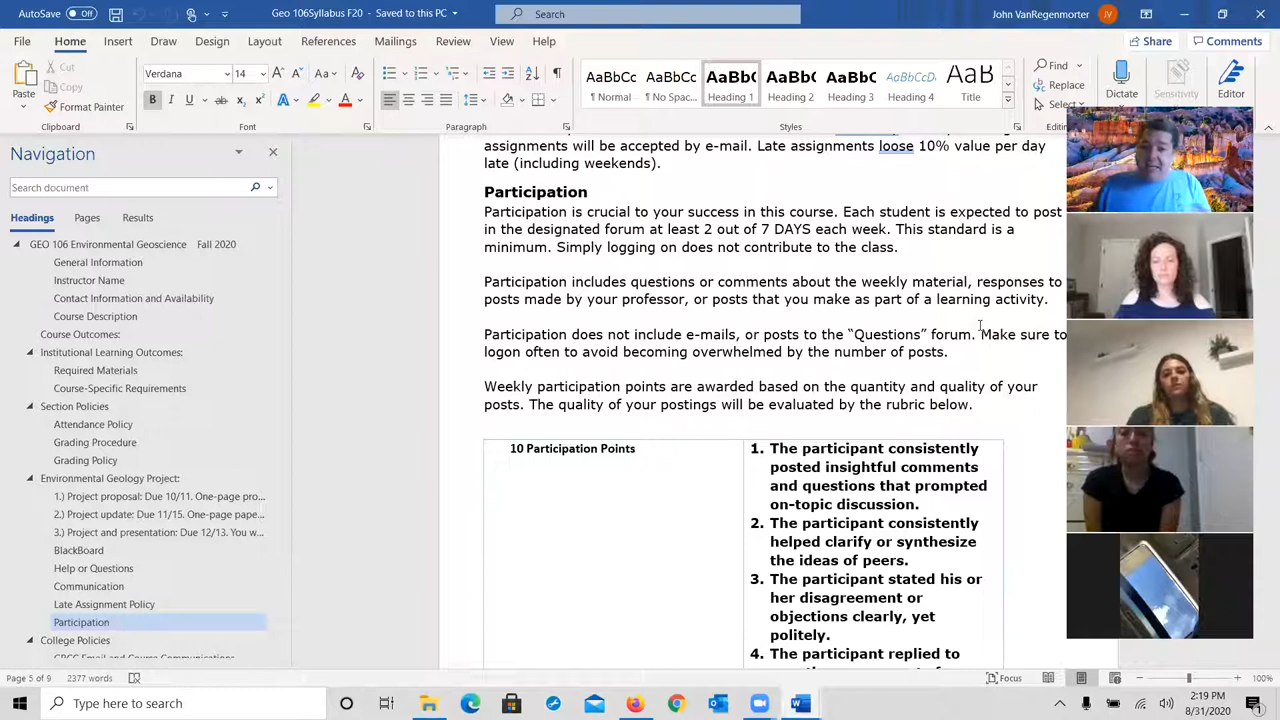 AutoSave Off
Geo 106Syllabus F20 - Saved to this PC
Search
John VanRegenmorter JV
File Home Insert Draw Design Layout References Mailings Review View Help
Share Comments
Paste
Cut
Copy
Format Painter
Verdana 14
AaBbCc AaBbCc AaBbC AaBbC AaBbC AaBbCcD AaB
Normal No Spac... Heading 1 Heading 2 Heading 4 Title
Find
Replace
Select
Dictate
Sensitivity
Editor
Clipboard Font Paragraph Styles
Navigation
Search document
Headings Pages Results
GEO 106 Environmental Geoscience Fall 2020
General Information
Instructor Name
Contact Information and Availability
Course Description
Course Outcomes:
Institutional Learning Outcomes:
Required Materials
Course-Specific Requirements
Section Policies
Attendance Policy
Grading Procedure
Grading Policy
Environmental Geology Project:
1.) Project proposal: Due 10/11. One-page pro...
2.) Project update: Due 11/15. One-page pape...
3.) Project and presentation: Due 12/13. You w...
BlackBoard
Help or Questions
Communication
Late Assignment Policy
Participation
College Policies
assignments will be accepted by e-mail. Late assignments loose 10% value per day
late (including weekends).
Participation
Participation is crucial to your success in this course. Each student is expected to post
in the designated forum at least 2 out of 7 DAYS each week. This standard is a
minimum. Simply logging on does not contribute to the class.
Participation includes questions or comments about the weekly material, responses to
posts made by your professor, or posts that you make as part of a learning activity.
Participation does not include e-mails, or posts to the “Questions” forum. Make sure to
logon often to avoid becoming overwhelmed by the number of posts.
Weekly participation points are awarded based on the quantity and quality of your
posts. The quality of your postings will be evaluated by the rubric below.
10 Participation Points
1. The participant consistently
posted insightful comments
and questions that prompted
on-topic discussion.
2. The participant consistently
helped clarify or synthesize
the ideas of peers.
3. The participant stated his or
her disagreement or
objections clearly, yet
politely.
4. The participant replied to
Page 5 of 9 2377 words
Focus
100%
Type here to search
2:19 PM
8/31/2020